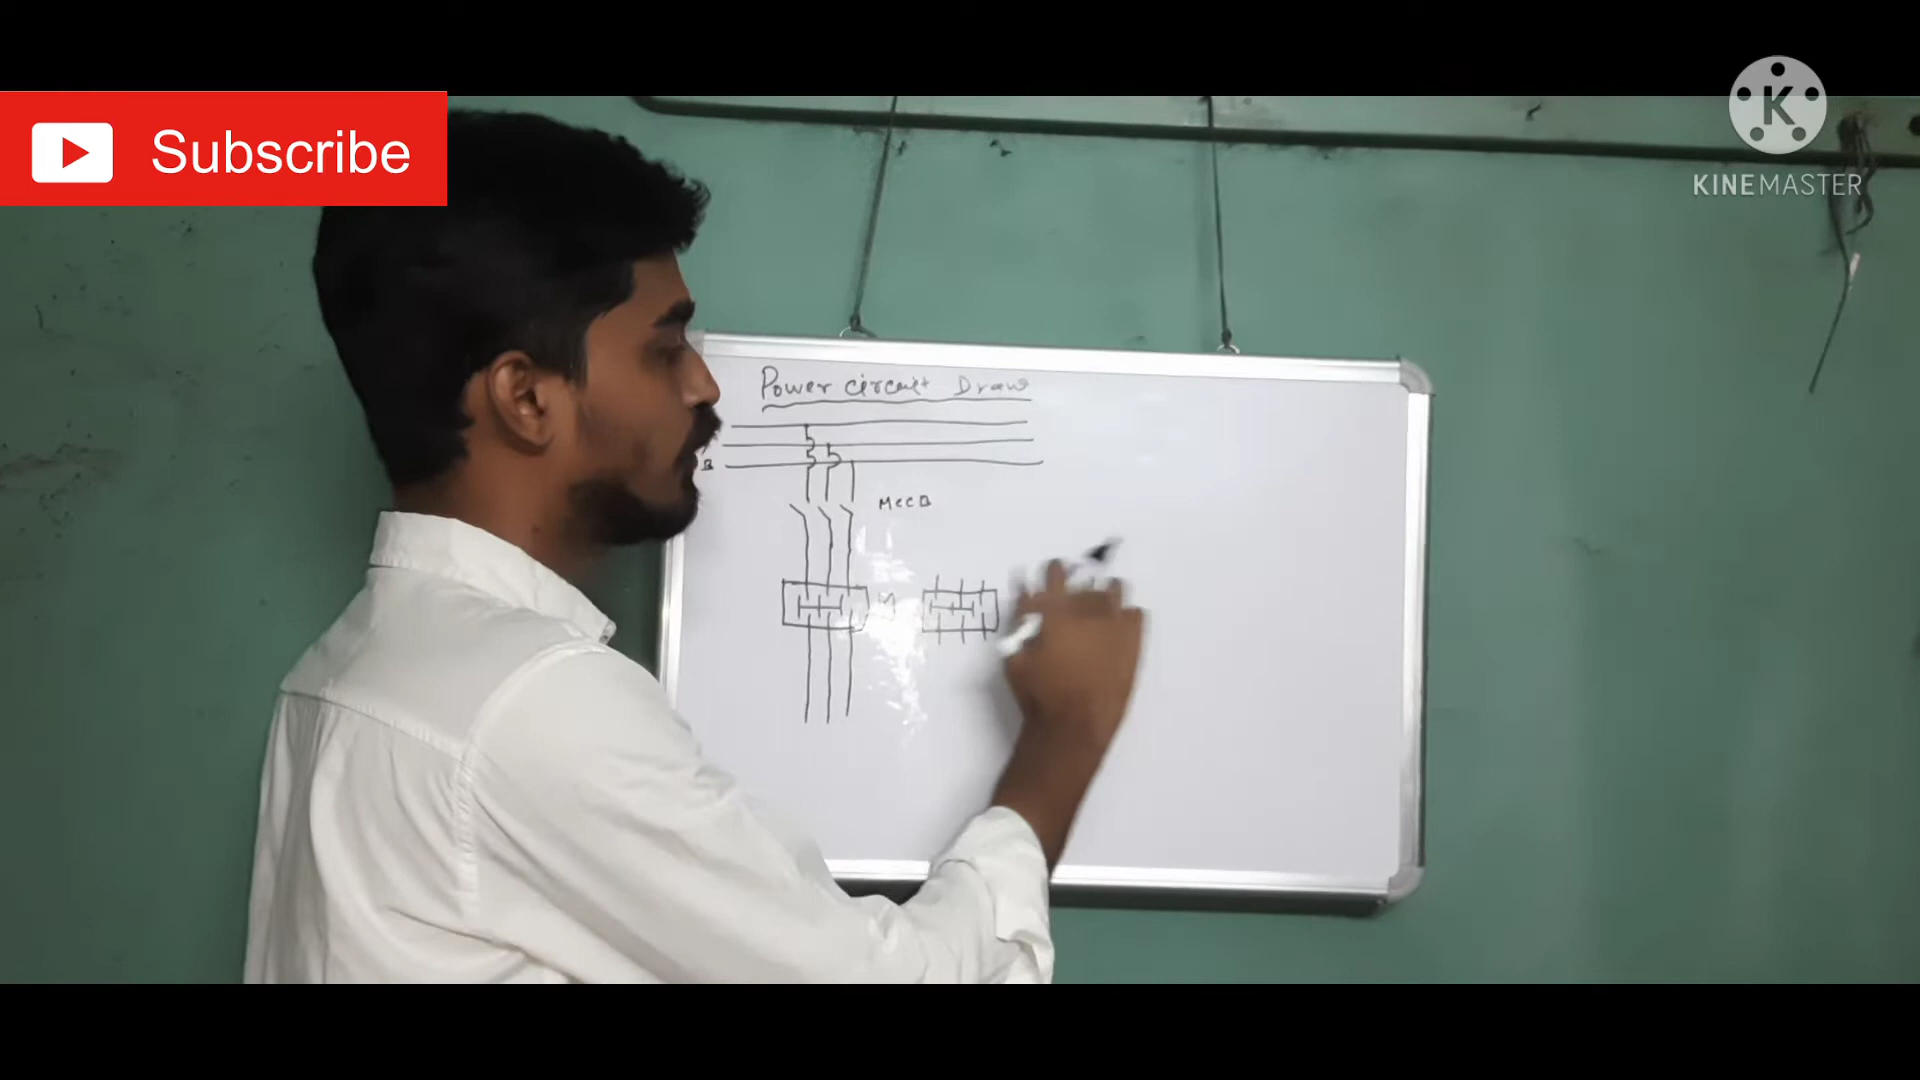 Subscribe
K
KINEMASTER
Power circuit Draw
B
MCCB
M